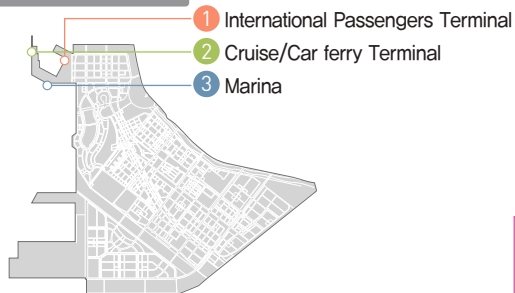 1 International Passengers Terminal
2 Cruise/Car ferry Terminal
3 Marina